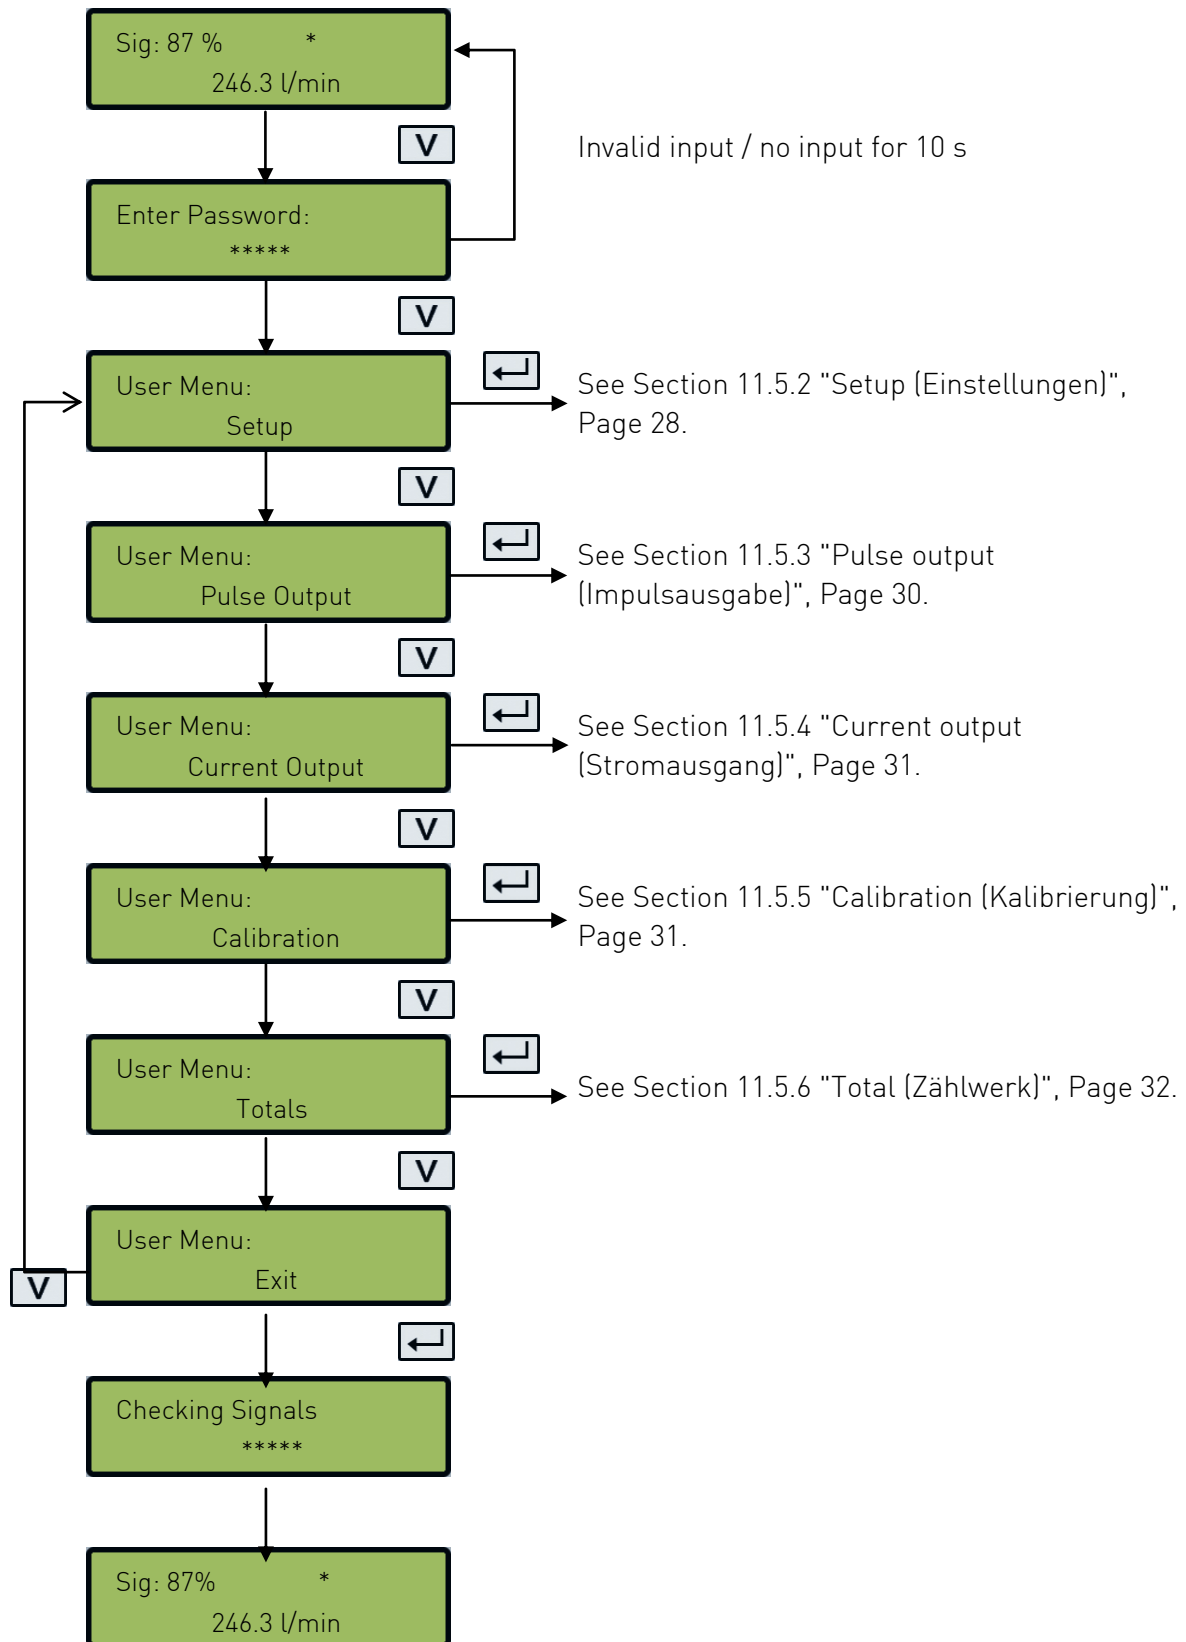 Sig: 87 % *
246.3 l/min
V
Invalid input / no input for 10 s
Enter Password:
*****
V
User Menu:
Setup
See Section 11.5.2 "Setup (Einstellungen)",
Page 28.
V
User Menu:
Pulse Output
See Section 11.5.3 "Pulse output
(Impulsausgabe)", Page 30.
V
User Menu:
Current Output
See Section 11.5.4 "Current output
(Stromausgang)", Page 31.
V
User Menu:
Calibration
See Section 11.5.5 "Calibration (Kalibrierung)",
Page 31.
V
User Menu:
Totals
See Section 11.5.6 "Total (Zählwerk)", Page 32.
V
User Menu:
Exit
V
Checking Signals
*****
Sig: 87% *
246.3 l/min